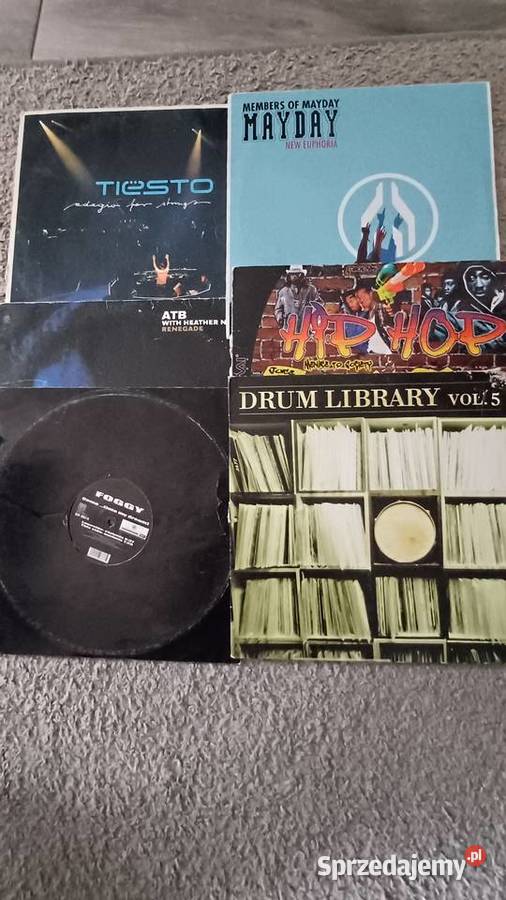 TIËSTO
adagio for strings
MEMBERS OF MAYDAY
MAYDAY
NEW EUPHORIA
ATB
WITH HEATHER N
RENEGADE
HIP HOP
DRUM LIBRARY VOL. 5
FOGGY
Sprzedajemy.pl